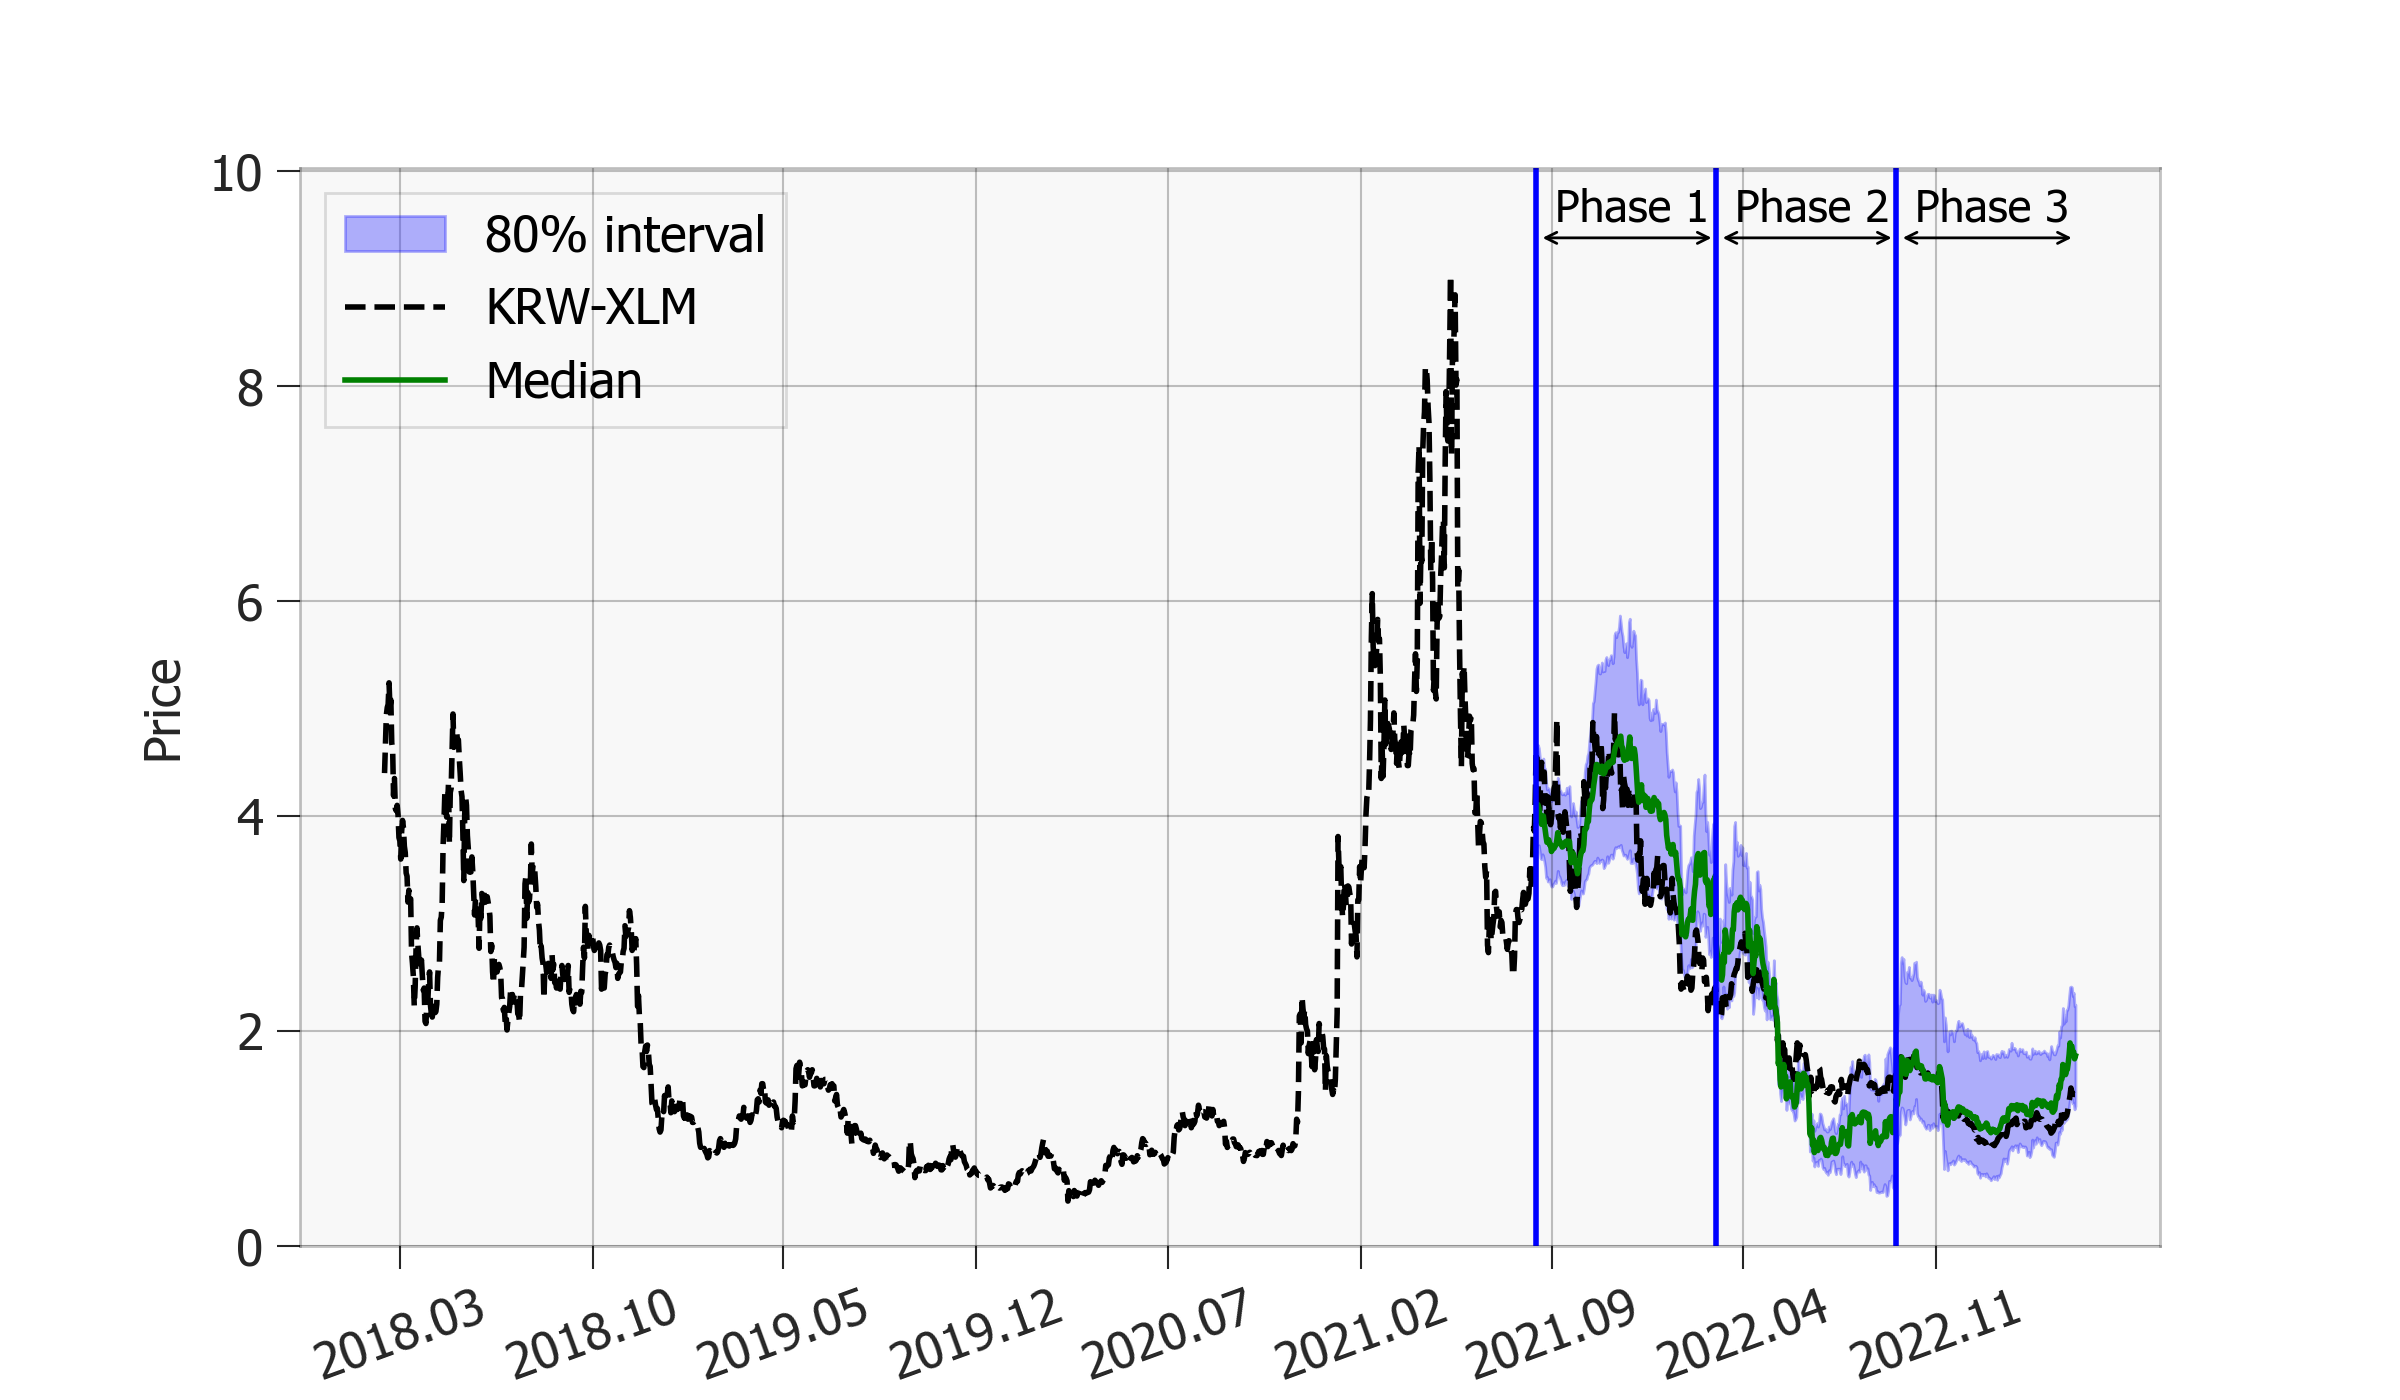 10
8
6
4
2
0
Price
80% interval
KRW-XLM
Median
Phase 1
Phase 2
Phase 3
2018.03
2018.10
2019.05
2019.12
2020.07
2021.02
2021.09
2022.04
2022.11